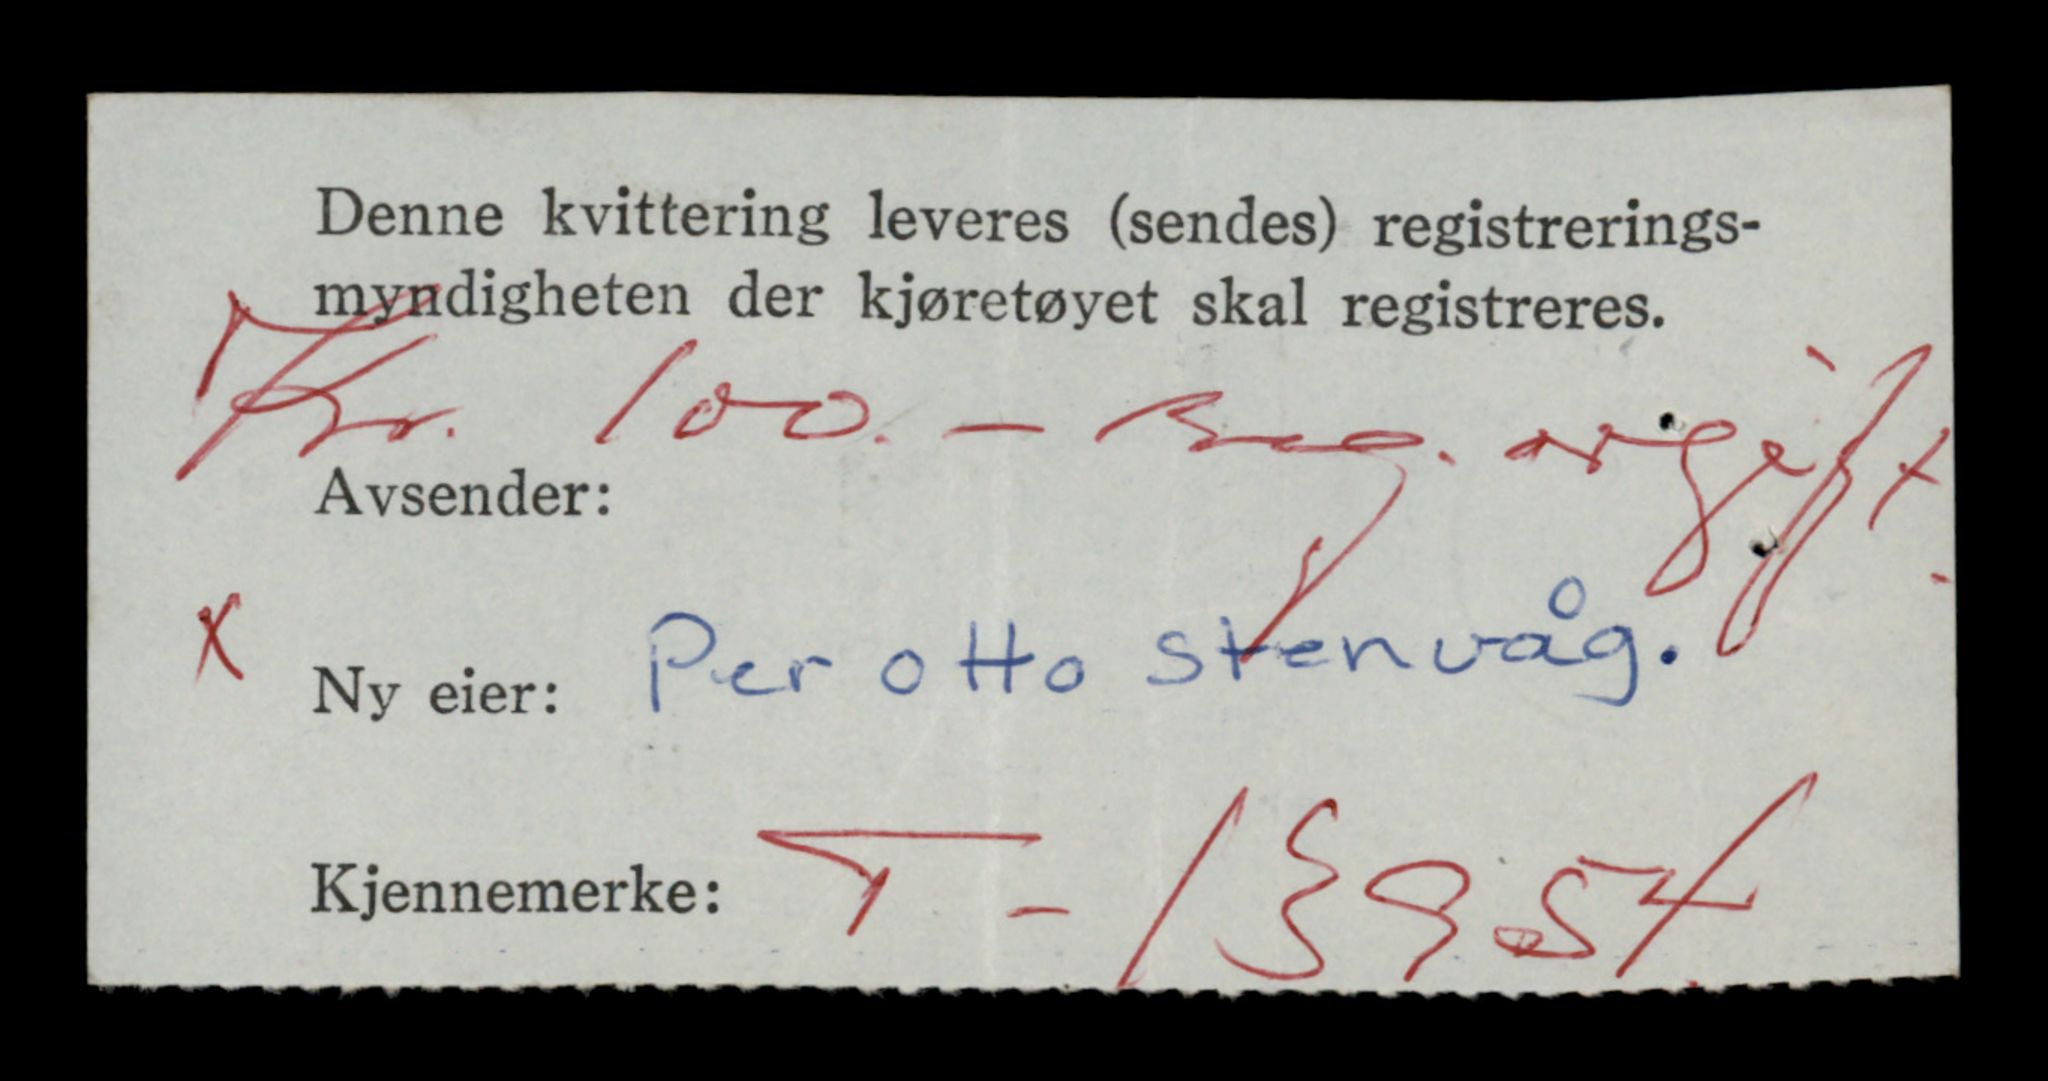 Denne kvittering leveres (sendes) registrerings-
myndigheten der kjøretøyet skal registreres.
Kr. 100.- Reg. avgift.
Avsender:
x
Ny eier: Per otto stenvåg.
Kjennemerke: T-13954